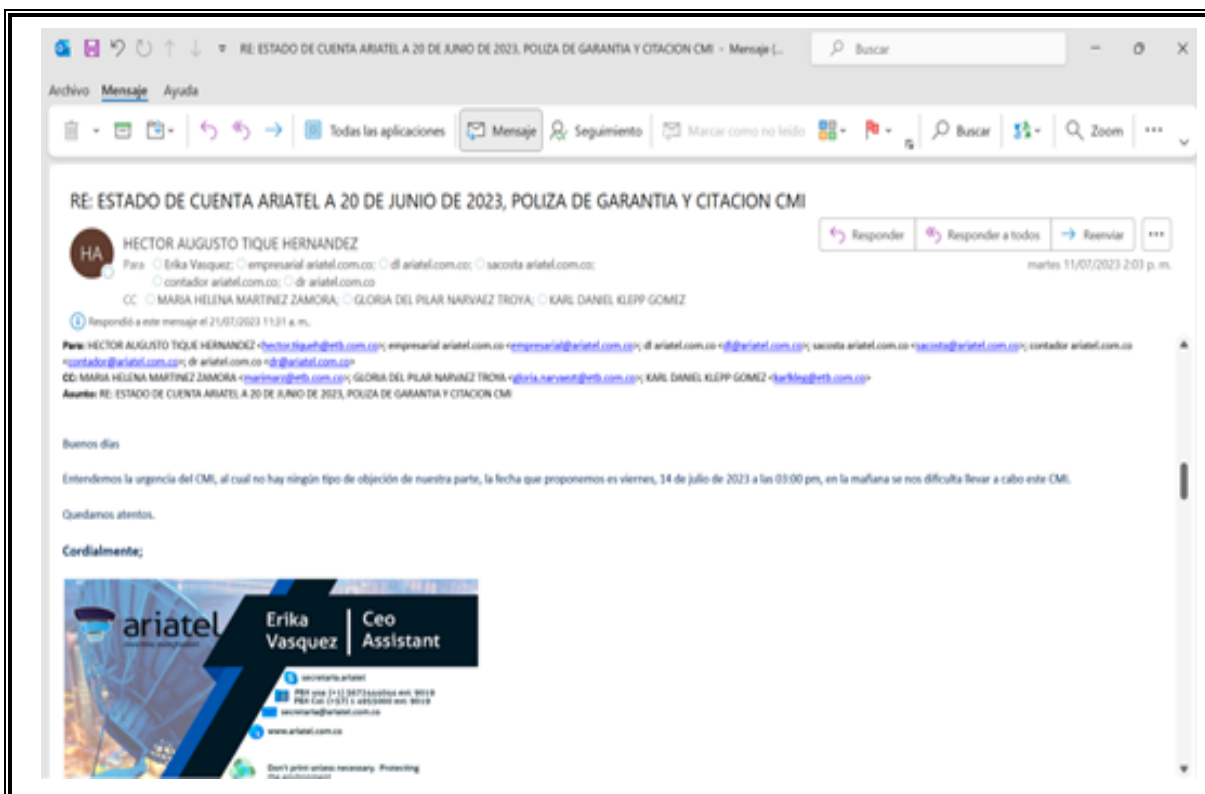 RE: ESTADO DE CUENTA ARIATEL A 20 DE JUNIO DE 2023, POLIZA DE GARANTIA Y CITACION CMI - Mensaje (... Buscar
Archivo Mensaje Ayuda
Todas las aplicaciones Mensaje Seguimiento Marcar como no leído Buscar Zoom ...
RE: ESTADO DE CUENTA ARIATEL A 20 DE JUNIO DE 2023, POLIZA DE GARANTIA Y CITACION CMI
HA HECTOR AUGUSTO TIQUE HERNANDEZ Responder Responder a todos Reenviar ...
Para Erika Vasquez; empresarial ariatel.com.co; dl ariatel.com.co; sacosta ariatel.com.co; martes 11/07/2023 2:03 p. m.
contador ariatel.com.co; dr ariatel.com.co
CC MARIA HELENA MARTINEZ ZAMORA; GLORIA DEL PILAR NARVAEZ TROYA; KARL DANIEL KLEPP GOMEZ
Respondió a este mensaje el 21/07/2023 11:31 a. m.
Para: HECTOR AUGUSTO TIQUE HERNANDEZ <hector.tiqueh@etb.com.co>; empresarial ariatel.com.co <empresarial@ariatel.com.co>; dl ariatel.com.co <dl@ariatel.com.co>; sacosta ariatel.com.co <sacosta@ariatel.com.co>; contador ariatel.com.co
<contador@ariatel.com.co>; dr ariatel.com.co <dr@ariatel.com.co>
CC: MARIA HELENA MARTINEZ ZAMORA <marimarz@etb.com.co>; GLORIA DEL PILAR NARVAEZ TROYA <gloria.narvaezt@etb.com.co>; KARL DANIEL KLEPP GOMEZ <karlklep@etb.com.co>
Asunto: RE: ESTADO DE CUENTA ARIATEL A 20 DE JUNIO DE 2023, POLIZA DE GARANTIA Y CITACION CMI
Buenos días
Entendemos la urgencia del CMI, al cual no hay ningún tipo de objeción de nuestra parte, la fecha que proponemos es viernes, 14 de julio de 2023 a las 03:00 pm, en la mañana se nos dificulta llevar a cabo este CMI.
Quedamos atentos.
Cordialmente;
ariatel
Erika Vasquez
Ceo Assistant
secretaria.ariatel
secretaria@ariatel.com.co
www.ariatel.com.co
Don't print unless necessary. Protecting
the environment